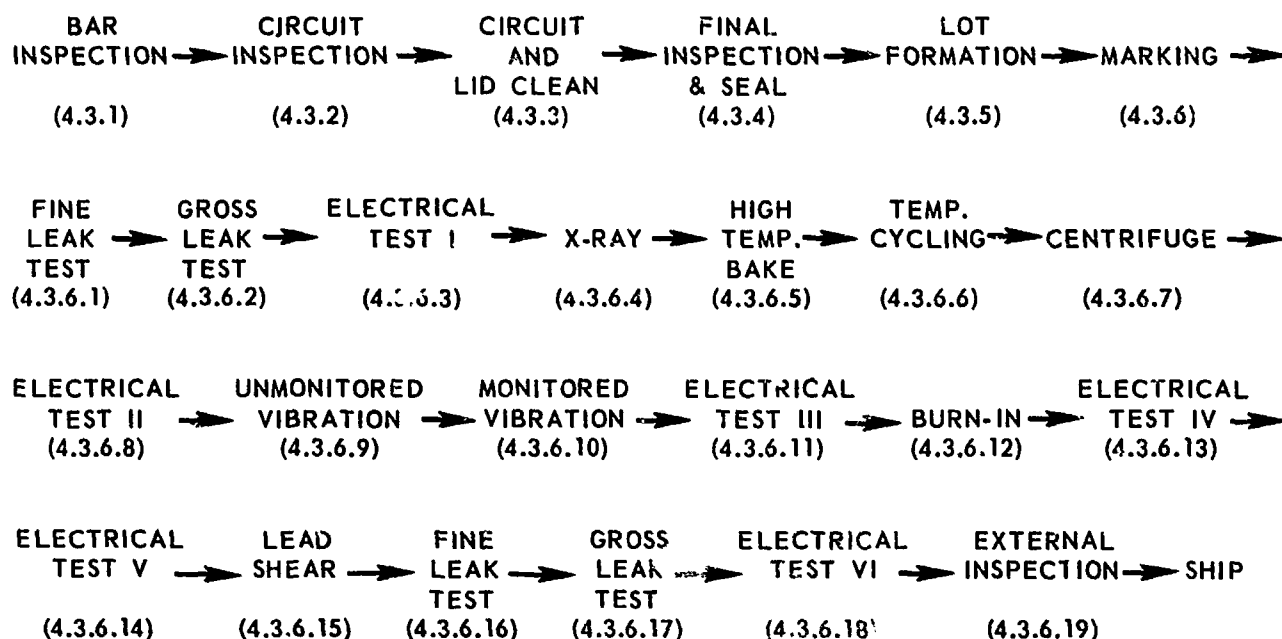 BAR
INSPECTION
(4.3.1)
CIRCUIT
INSPECTION
(4.3.2)
CIRCUIT
AND
LID CLEAN
(4.3.3)
FINAL
INSPECTION
& SEAL
(4.3.4)
LOT
FORMATION
(4.3.5)
MARKING
(4.3.6)
FINE
LEAK
TEST
(4.3.6.1)
GROSS
LEAK
TEST
(4.3.6.2)
ELECTRICAL
TEST I
(4.3.6.3)
X-RAY
(4.3.6.4)
HIGH
TEMP.
BAKE
(4.3.6.5)
TEMP.
CYCLING
(4.3.6.6)
CENTRIFUGE
(4.3.6.7)
ELECTRICAL
TEST II
(4.3.6.8)
UNMONITORED
VIBRATION
(4.3.6.9)
MONITORED
VIBRATION
(4.3.6.10)
ELECTRICAL
TEST III
(4.3.6.11)
BURN-IN
(4.3.6.12)
ELECTRICAL
TEST IV
(4.3.6.13)
ELECTRICAL
TEST V
(4.3.6.14)
LEAD
SHEAR
(4.3.6.15)
FINE
LEAK
TEST
(4.3.6.16)
GROSS
LEAK
TEST
(4.3.6.17)
ELECTRICAL
TEST VI
(4.3.6.18)
EXTERNAL
INSPECTION
(4.3.6.19)
SHIP